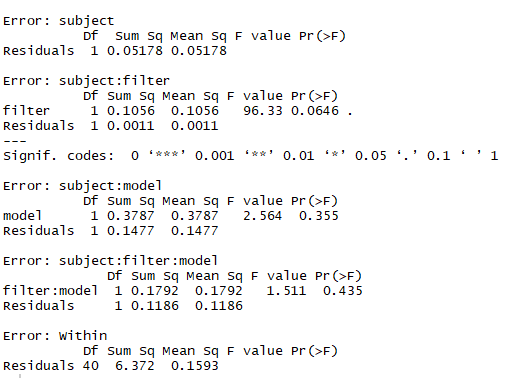 Error: subject
          Df  Sum Sq Mean Sq F value Pr(>F)
Residuals  1 0.05178 0.05178

Error: subject:filter
          Df Sum Sq Mean Sq F value Pr(>F)
filter     1 0.1056  0.1056   96.33 0.0646 .
Residuals  1 0.0011  0.0011
---
Signif. codes:  0 ‘***’ 0.001 ‘**’ 0.01 ‘*’ 0.05 ‘.’ 0.1 ‘ ’ 1

Error: subject:model
          Df Sum Sq Mean Sq F value Pr(>F)
model      1 0.3787  0.3787   2.564  0.355
Residuals  1 0.1477  0.1477

Error: subject:filter:model
             Df Sum Sq Mean Sq F value Pr(>F)
filter:model  1 0.1792  0.1792   1.511  0.435
Residuals     1 0.1186  0.1186

Error: Within
          Df Sum Sq Mean Sq F value Pr(>F)
Residuals 40  6.372  0.1593